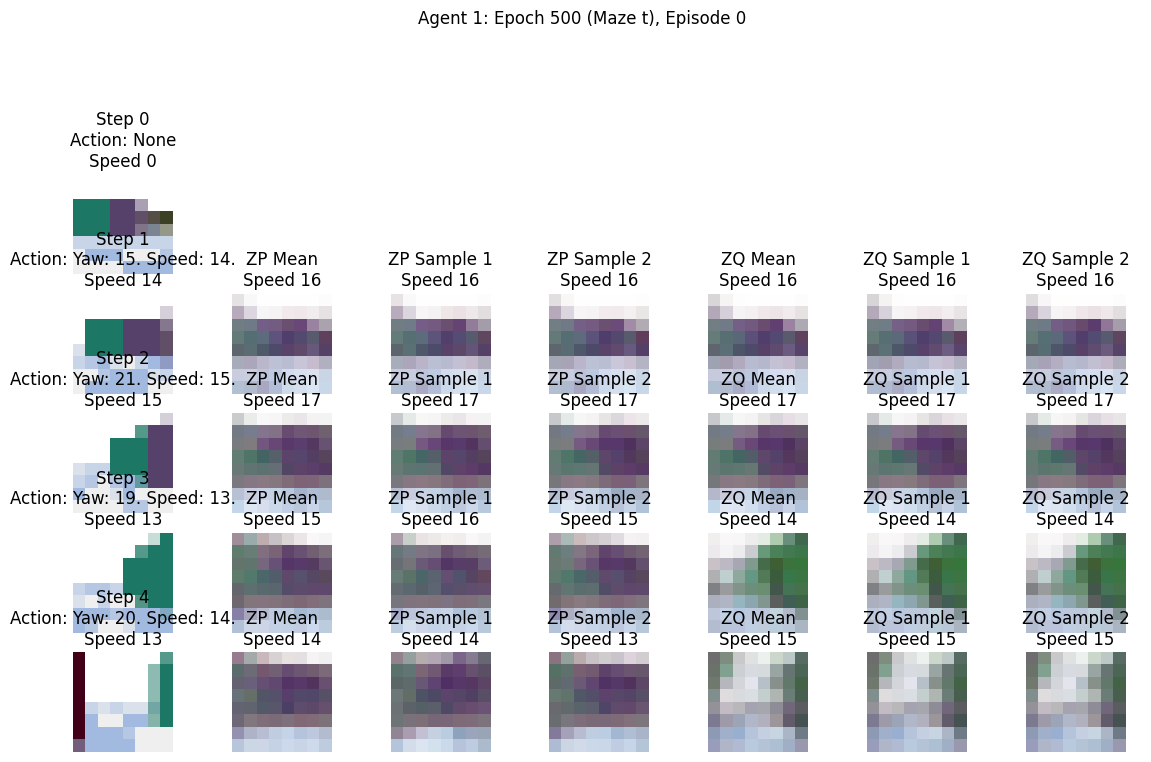 Agent 1: Epoch 500 (Maze t), Episode 0
Step 0
Action: None
Speed 0
Step 1
Action: Yaw: 15. Speed: 14.
Speed 14
ZP Mean
Speed 16
ZP Sample 1
Speed 16
ZP Sample 2
Speed 16
ZQ Mean
Speed 16
ZQ Sample 1
Speed 16
ZQ Sample 2
Speed 16
Step 2
Action: Yaw: 21. Speed: 15.
Speed 15
ZP Mean
Speed 17
ZP Sample 1
Speed 17
ZP Sample 2
Speed 17
ZQ Mean
Speed 17
ZQ Sample 1
Speed 17
ZQ Sample 2
Speed 17
Step 3
Action: Yaw: 19. Speed: 13.
Speed 13
ZP Mean
Speed 15
ZP Sample 1
Speed 16
ZP Sample 2
Speed 15
ZQ Mean
Speed 14
ZQ Sample 1
Speed 14
ZQ Sample 2
Speed 14
Step 4
Action: Yaw: 20. Speed: 14.
Speed 13
ZP Mean
Speed 14
ZP Sample 1
Speed 14
ZP Sample 2
Speed 13
ZQ Mean
Speed 15
ZQ Sample 1
Speed 15
ZQ Sample 2
Speed 15